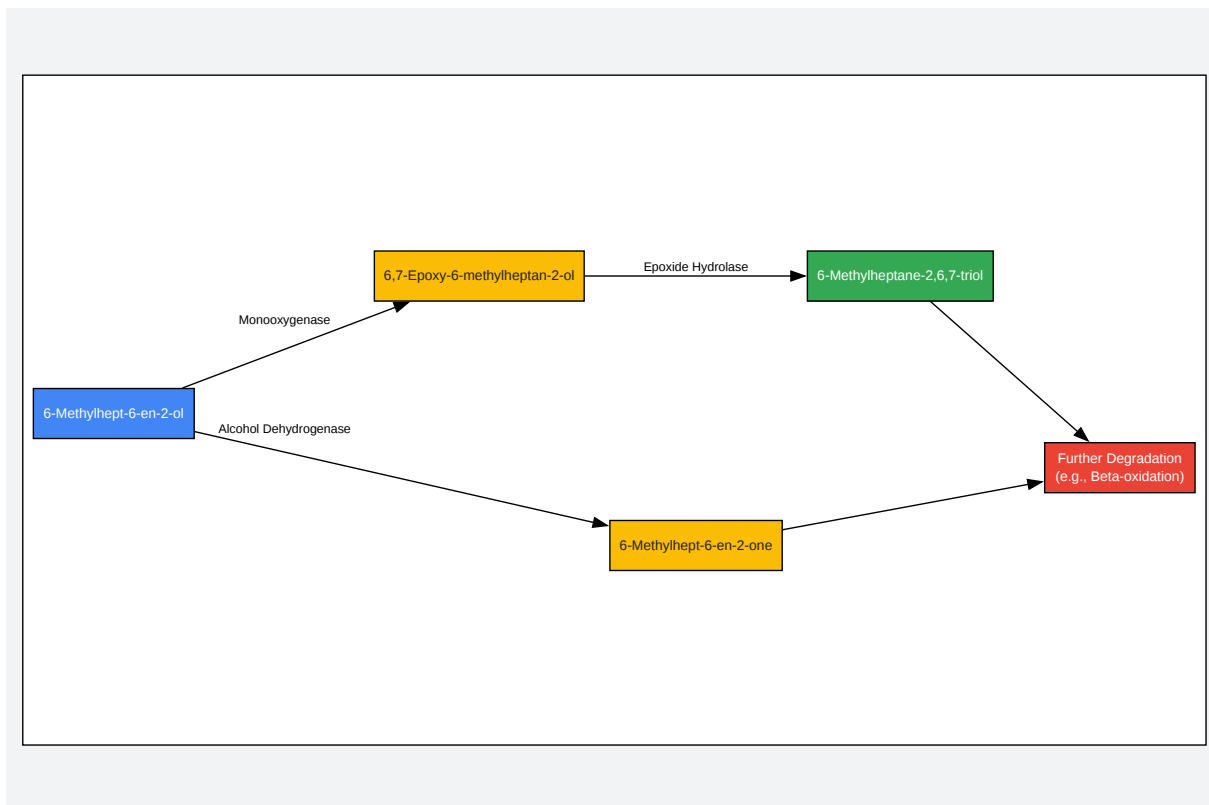 6,7-Epoxy-6-methylheptan-2-ol
Epoxide Hydrolase
6-Methylheptane-2,6,7-triol
Monooxygenase
6-Methylhept-6-en-2-ol
Alcohol Dehydrogenase
Further Degradation
(e.g., Beta-oxidation)
6-Methylhept-6-en-2-one